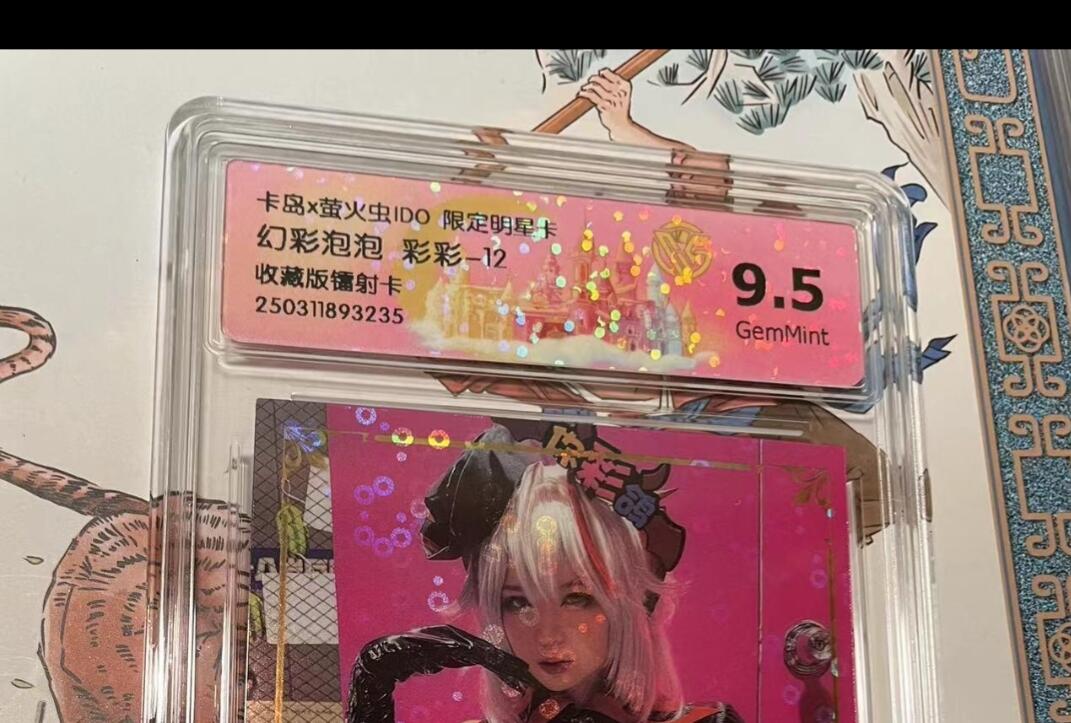 卡岛x萤火虫IDO 限定明星卡
幻彩泡泡 彩彩-12
收藏版镭射卡
250311893235
9.5
GemMint